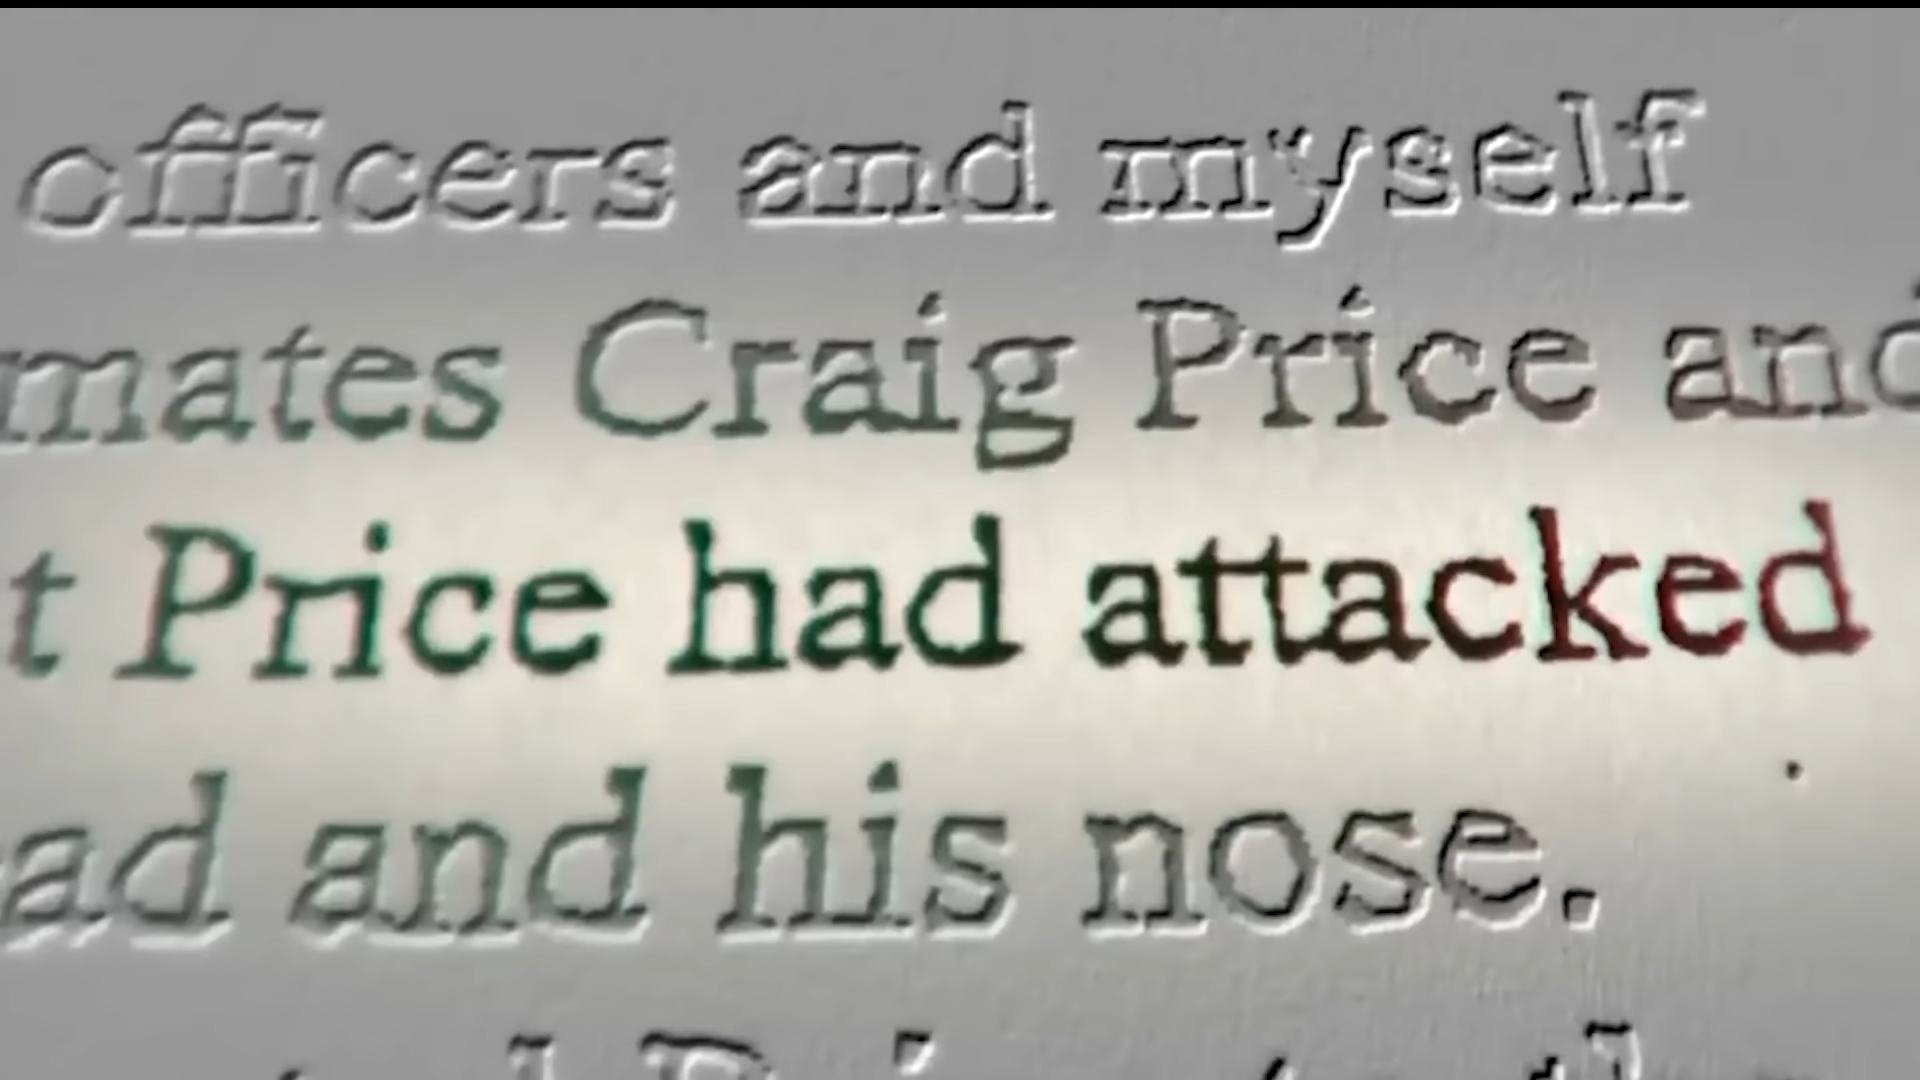 officers and myself
mates Craig Price and
t Price had attacked
ad and his nose.